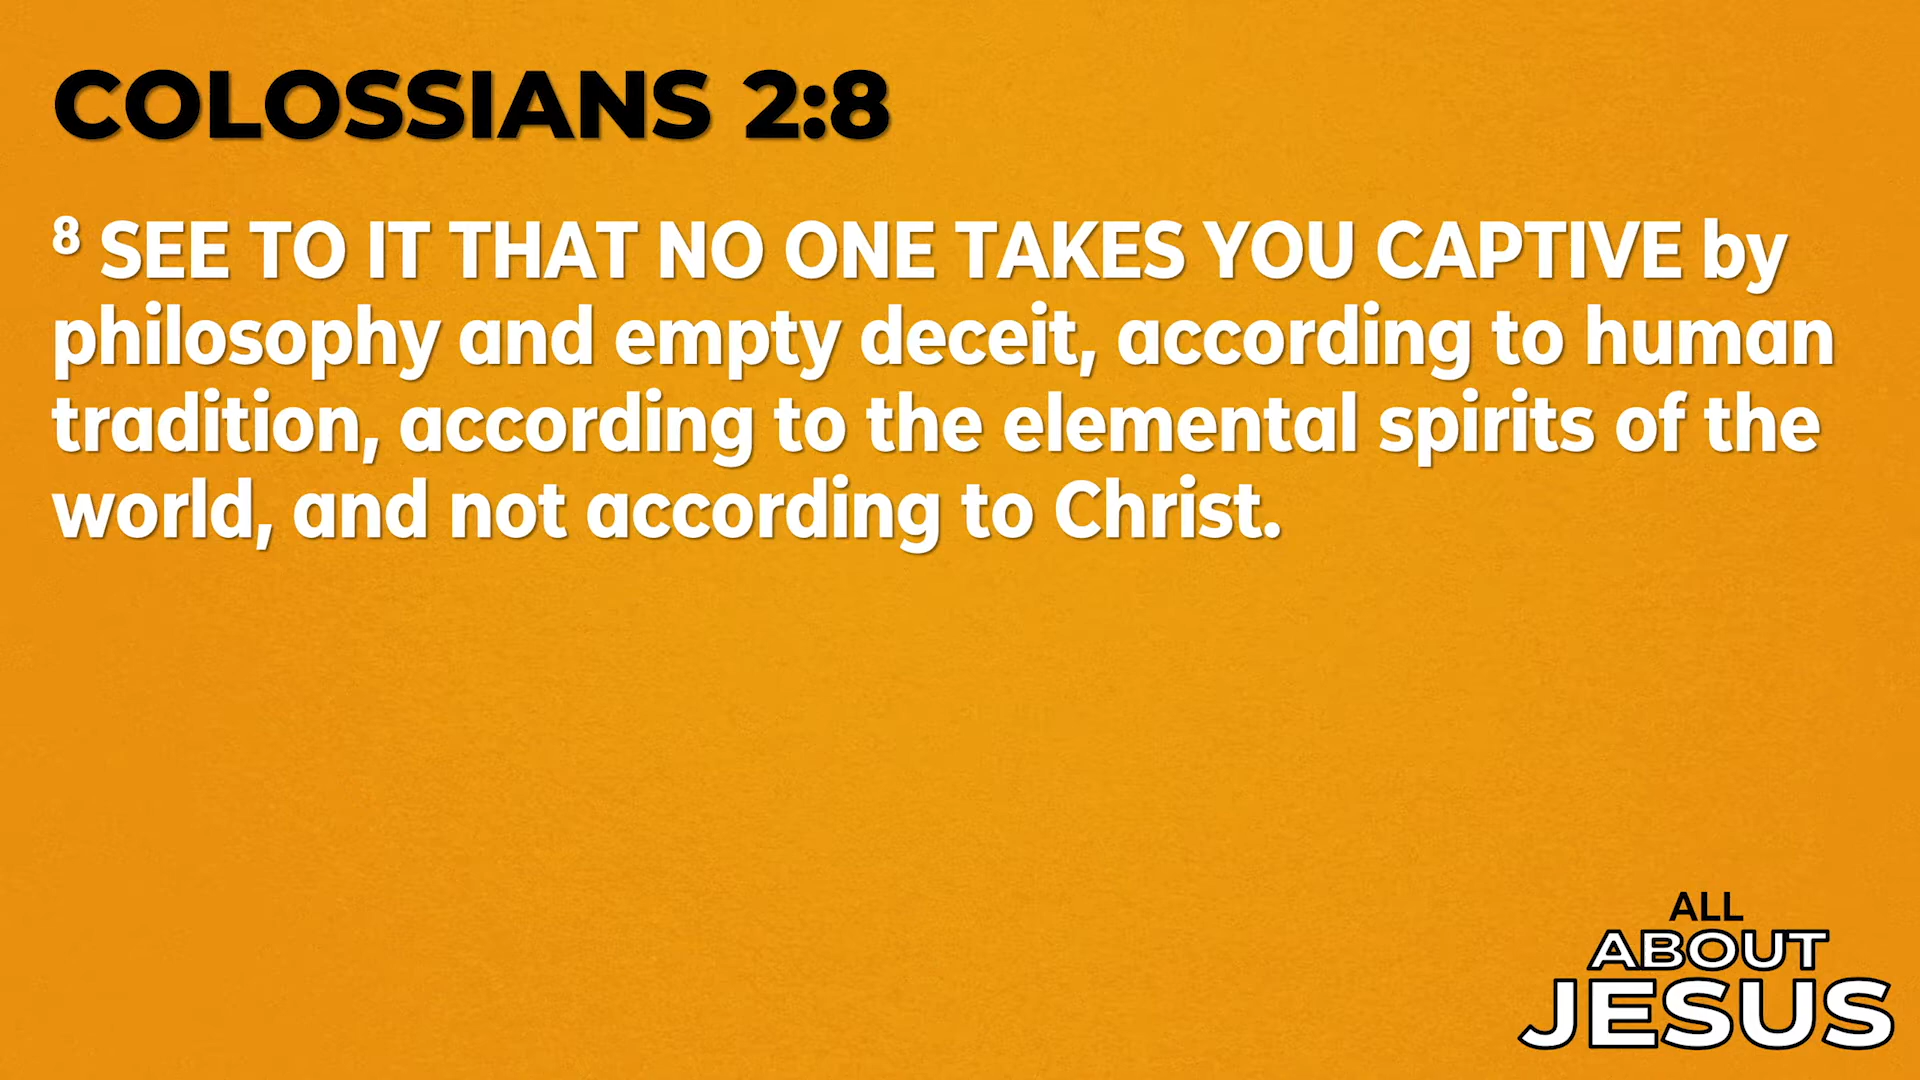 COLOSSIANS 2:8
8 SEE TO IT THAT NO ONE TAKES YOU CAPTIVE by
philosophy and empty deceit, according to human
tradition, according to the elemental spirits of the
world, and not according to Christ.
ALL
ABOUT
JESUS